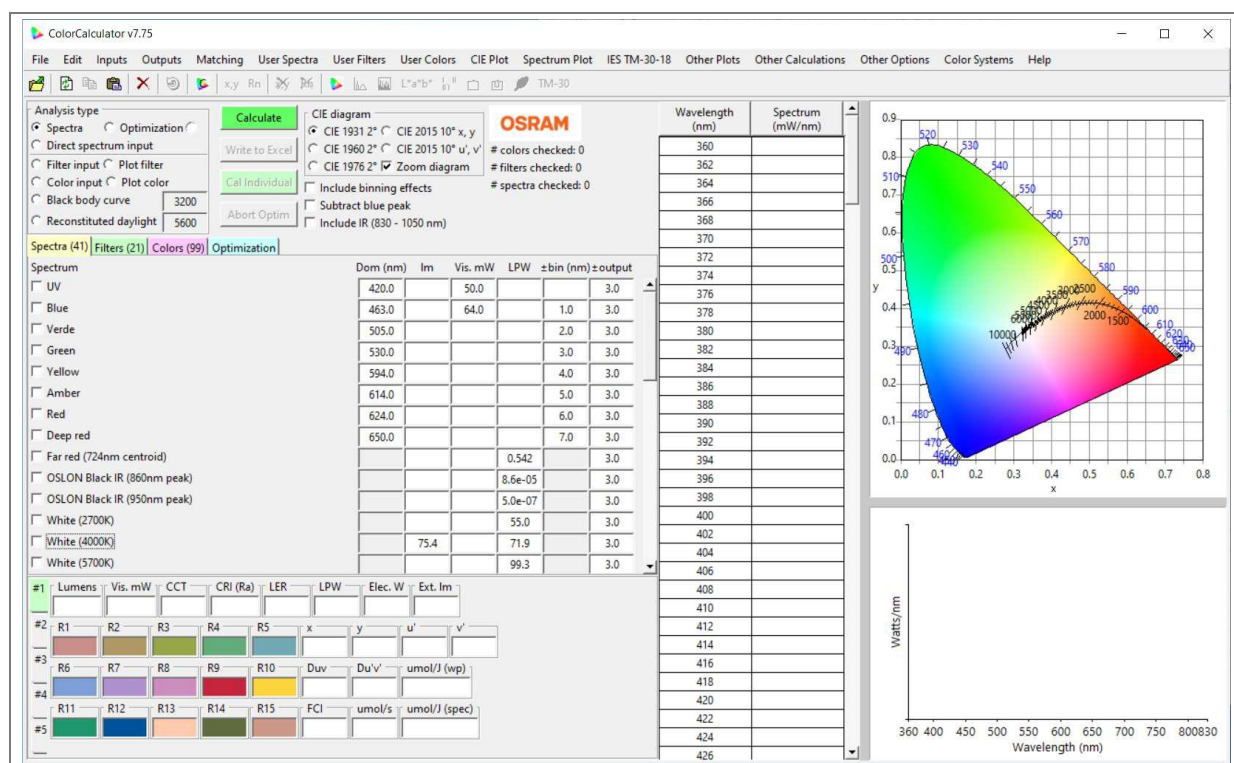 ColorCalculator v7.75
File Edit Inputs Outputs Matching User Spectra User Filters User Colors CIE Plot Spectrum Plot IES TM-30-18 Other Plots Other Calculations Other Options Color Systems Help
x,y Rn L*a*b* TM-30
Analysis type
Spectra Optimization
Direct spectrum input
Filter input Plot filter
Color input Plot color
Black body curve 3200
Reconstituted daylight 5600
Calculate
Write to Excel
Cal Individual
Abort Optim
CIE diagram
CIE 1931 2° CIE 2015 10° x, y
CIE 1960 2° CIE 2015 10° u', v'
CIE 1976 2° Zoom diagram
Include binning effects
Subtract blue peak
Include IR (830 - 1050 nm)
OSRAM
# colors checked: 0
# filters checked: 0
# spectra checked: 0
Spectra (41) Filters (21) Colors (99) Optimization
Spectrum Dom (nm) lm Vis. mW LPW ±bin (nm) ±output
UV 420.0 50.0 3.0
Blue 463.0 64.0 1.0 3.0
Verde 505.0 2.0 3.0
Green 530.0 3.0 3.0
Yellow 594.0 4.0 3.0
Amber 614.0 5.0 3.0
Red 624.0 6.0 3.0
Deep red 650.0 7.0 3.0
Far red (724nm centroid) 0.542 3.0
OSLON Black IR (860nm peak) 8.6e-05 3.0
OSLON Black IR (950nm peak) 5.0e-07 3.0
White (2700K) 55.0 3.0
White (4000K) 75.4 71.9 3.0
White (5700K) 99.3 3.0
#1 Lumens Vis. mW CCT CRI (Ra) LER LPW Elec. W Ext. lm
#2 R1 R2 R3 R4 R5 x y u' v'
#3 R6 R7 R8 R9 R10 Duv Du'v' umol/J (wp)
#4
R11 R12 R13 R14 R15 FCI umol/s umol/J (spec)
#5
Wavelength (nm) Spectrum (mW/nm)
360
362
364
366
368
370
372
374
376
378
380
382
384
386
388
390
392
394
396
398
400
402
404
406
408
410
412
414
416
418
420
422
424
426
0.9
0.8
0.7
0.6
0.5
y
0.4
0.3
0.2
0.1
0.0
0.0 0.1 0.2 0.3 0.4 0.5 0.6 0.7 0.8
x
520
530
540
550
560
570
580
590
600
610
620
510
500
490
480
470
460
10000
4000
3500
2500
2000
1500
Watts/nm
360 400 450 500 550 600 650 700 750 800830
Wavelength (nm)